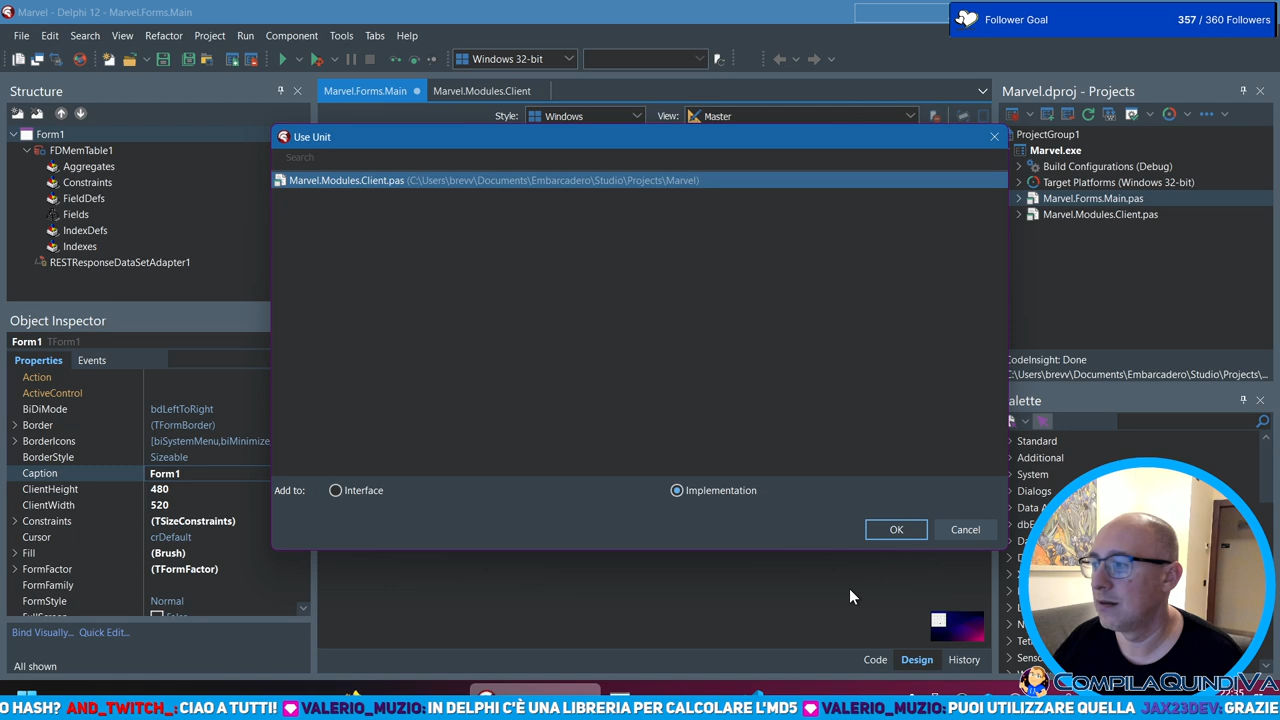 Marvel - Delphi 12 - Marvel.Forms.Main
Follower Goal
357 / 360 Followers
File Edit Search View Refactor Project Run Component Tools Tabs Help
Windows 32-bit
Structure
Marvel.Forms.Main
Marvel.Modules.Client
Marvel.dproj - Projects
Style:
Windows
View:
Master
Form1
FDMemTable1
Aggregates
Constraints
FieldDefs
Fields
IndexDefs
Indexes
RESTResponseDataSetAdapter1
Use Unit
Search
Marvel.Modules.Client.pas (C:\Users\brevv\Documents\Embarcadero\Studio\Projects\Marvel)
Add to:
Interface
Implementation
OK
Cancel
ProjectGroup1
Marvel.exe
Build Configurations (Debug)
Target Platforms (Windows 32-bit)
Marvel.Forms.Main.pas
Marvel.Modules.Client.pas
CodeInsight: Done
C:\Users\brevv\Documents\Embarcadero\Studio\Projects\...
Object Inspector
Form1 TForm1
Properties Events
Action
ActiveControl
BiDiMode bdLeftToRight
Border (TFormBorder)
BorderIcons [biSystemMenu,biMinimize,
BorderStyle Sizeable
Caption Form1
ClientHeight 480
ClientWidth 520
Constraints (TSizeConstraints)
Cursor crDefault
Fill (Brush)
FormFactor (TFormFactor)
FormFamily
FormStyle Normal
Bind Visually... Quick Edit...
All shown
Code Design History
alette
Standard
Additional
System
Dialogs
Data A
COMPILAQUINDIVA
22:35
O HASH? AND_TWITCH_: CIAO A TUTTI! VALERIO_MUZIO: IN DELPHI C'È UNA LIBRERIA PER CALCOLARE L'MD5 VALERIO_MUZIO: PUOI UTILIZZARE QUELLA JAX23DEV: GRAZIE